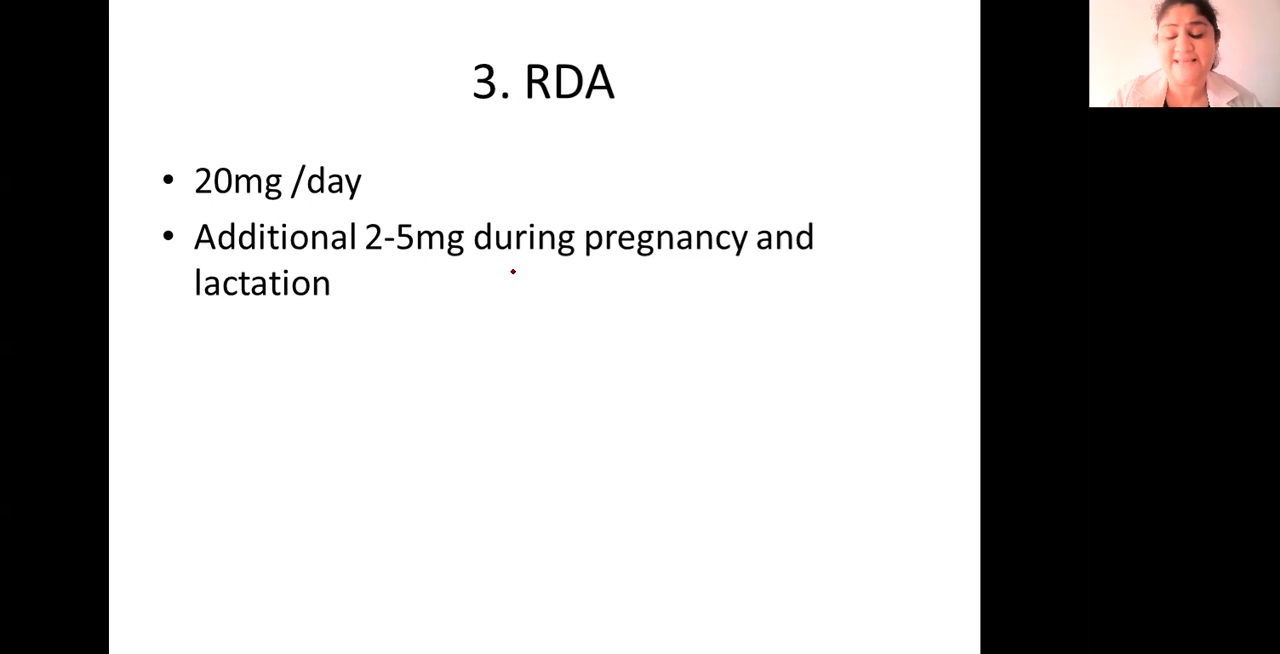 3. RDA
• 20mg /day
• Additional 2-5mg during pregnancy and
lactation